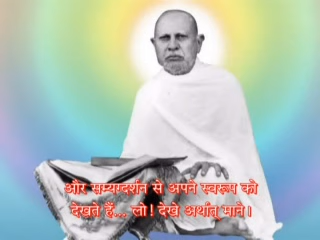 और सम्यग्दर्शन से अपने स्वरूप को
देखते हैं... लो ! देखे अर्थात् माने।